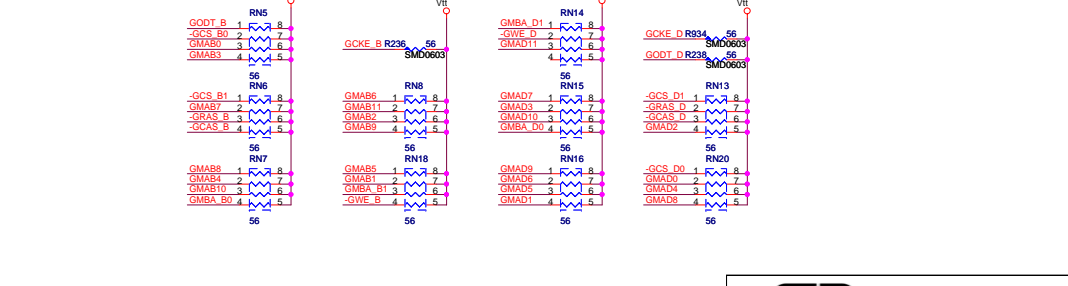 Vtt
Vtt
RN5
GODT_B 1 8
-GCS_B0 2 7
GMAB0 3 6
GMAB3 4 5
56
RN6
-GCS_B1 1 8
GMAB7 2 7
-GRAS_B 3 6
-GCAS_B 4 5
56
RN7
GMAB8 1 8
GMAB4 2 7
GMAB10 3 6
GMBA_B0 4 5
56
GCKE_B R236 56
SMD0603
RN8
GMAB6 1 8
GMAB11 2 7
GMAB2 3 6
GMAB9 4 5
56
RN18
GMAB5 1 8
GMAB1 2 7
GMBA_B1 3 6
-GWE_B 4 5
56
RN14
GMBA_D1 1 8
-GWE_D 2 7
GMAD11 3 6
4 5
56
RN15
GMAD7 1 8
GMAD3 2 7
GMAD10 3 6
GMBA_D0 4 5
56
RN16
GMAD9 1 8
GMAD6 2 7
GMAD5 3 6
GMAD1 4 5
56
GCKE_D R934 56
SMD0603
GODT_D R238 56
SMD0603
RN13
-GCS_D1 1 8
-GRAS_D 2 7
-GCAS_D 3 6
GMAD2 4 5
56
RN20
-GCS_D0 1 8
GMAD0 2 7
GMAD4 3 6
GMAD8 4 5
56